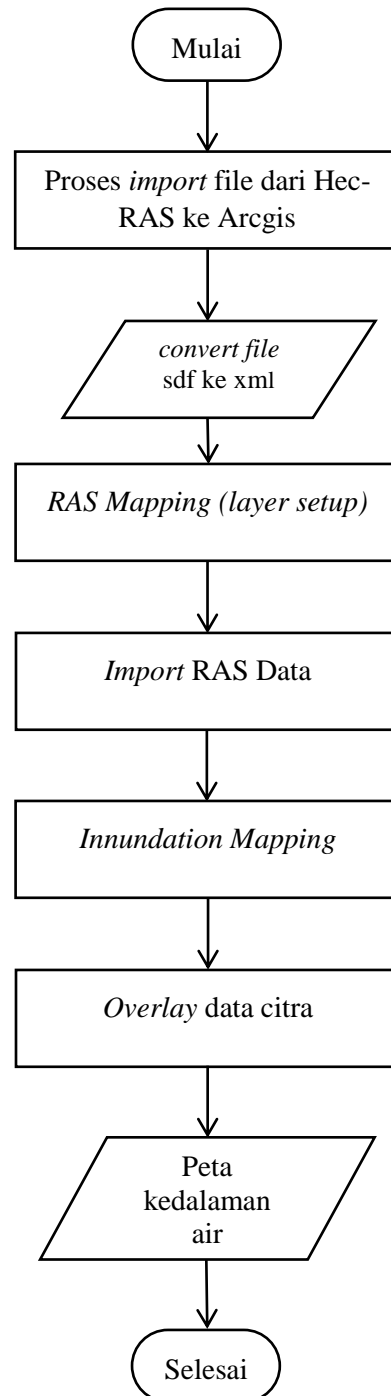 Mulai
Proses import file dari Hec-
RAS ke Arcgis
convert file
sdf ke xml
RAS Mapping (layer setup)
Import RAS Data
Innundation Mapping
Overlay data citra
Peta
kedalaman
air
Selesai